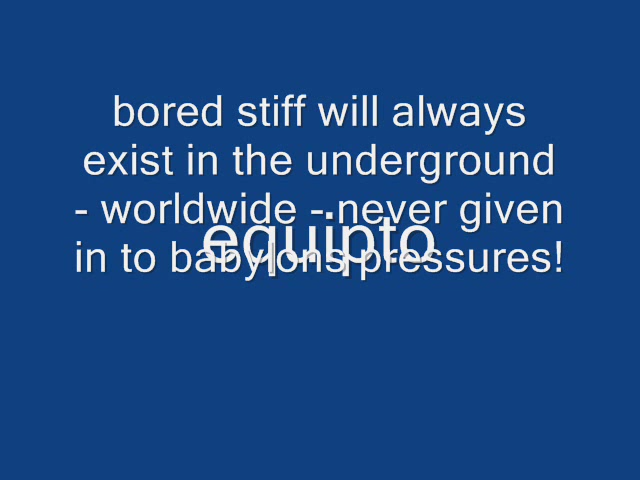 bored stiff will always
exist in the underground
- worldwide - never given
equipto
in to babylons pressures!